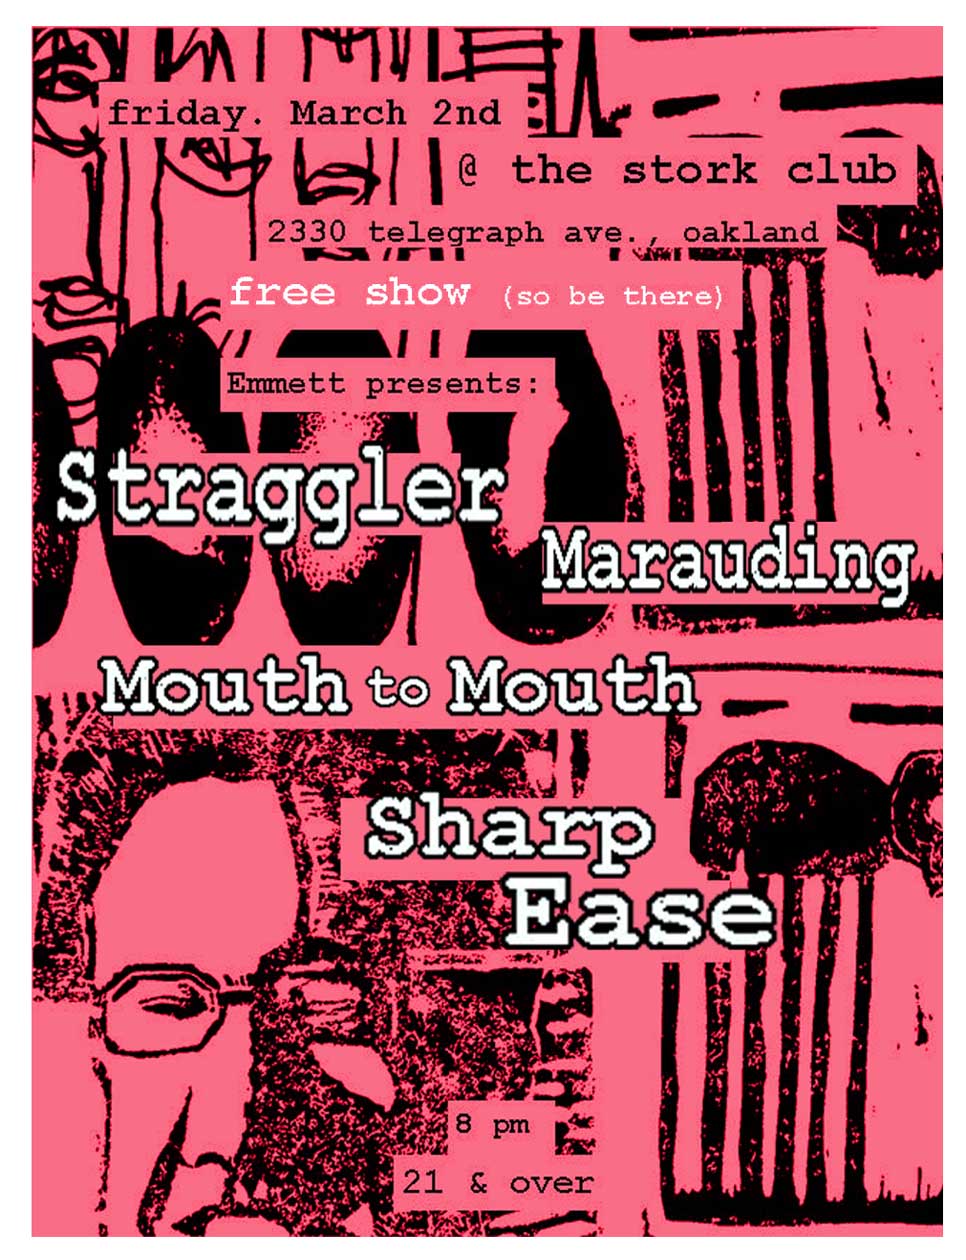 friday. March 2nd
@ the stork club
2330 telegraph ave., oakland
free show (so be there)
Emmett presents:
Straggler
Marauding
Mouth to Mouth
Sharp
Ease
8 pm
21 & over